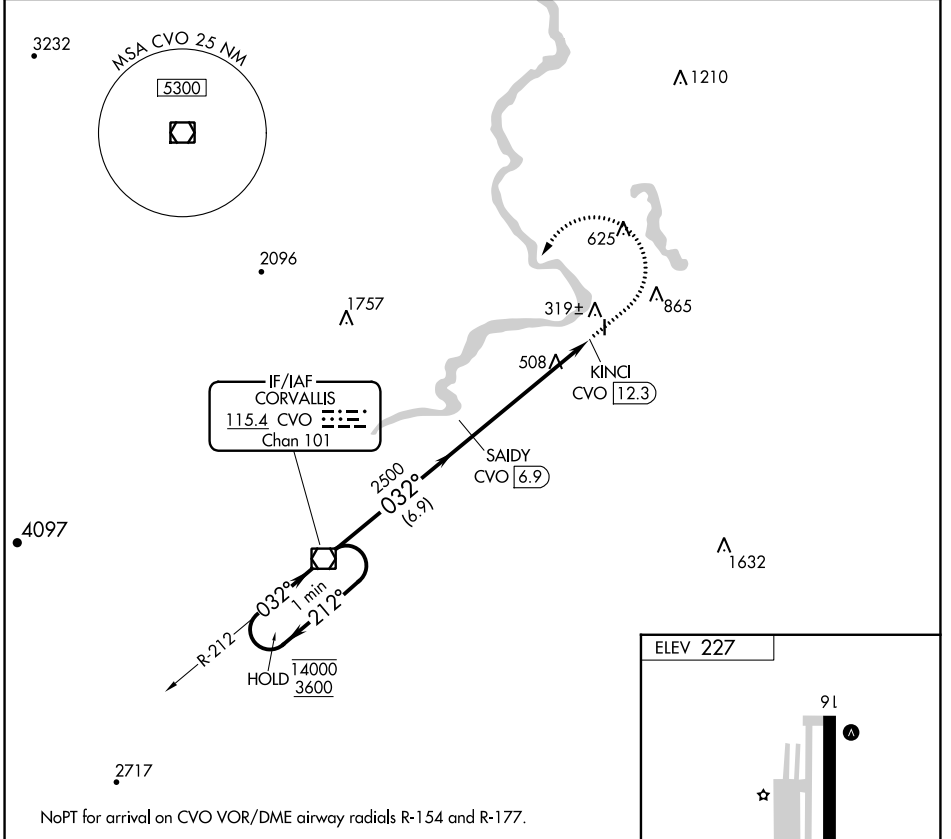 3232
MSA CVO 25 NM
5300
1210
2096
1757
625
865
319±
508
KINCI
CVO 12.3
IF/IAF
CORVALLIS
115.4 CVO
Chan 101
SAIDY
CVO 6.9
2500
032°
(6.9)
4097
1632
032°
1 min
212°
R-212
HOLD 14000
3600
ELEV 227
16
2717
NoPT for arrival on CVO VOR/DME airway radials R-154 and R-177.